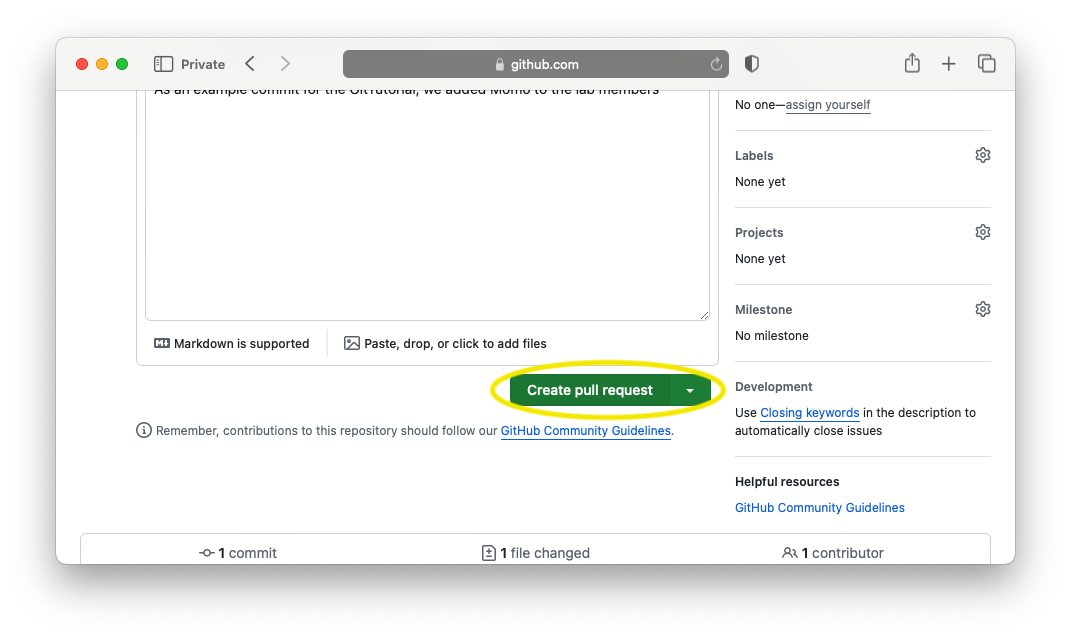 Private
github.com
As an example commit for the GitTutorial, we added Momo to the lab members
No one—assign yourself
Labels
None yet
Projects
None yet
Milestone
No milestone
Markdown is supported
Paste, drop, or click to add files
Create pull request
Development
Use Closing keywords in the description to
automatically close issues
Remember, contributions to this repository should follow our GitHub Community Guidelines.
Helpful resources
GitHub Community Guidelines
1 commit
1 file changed
1 contributor